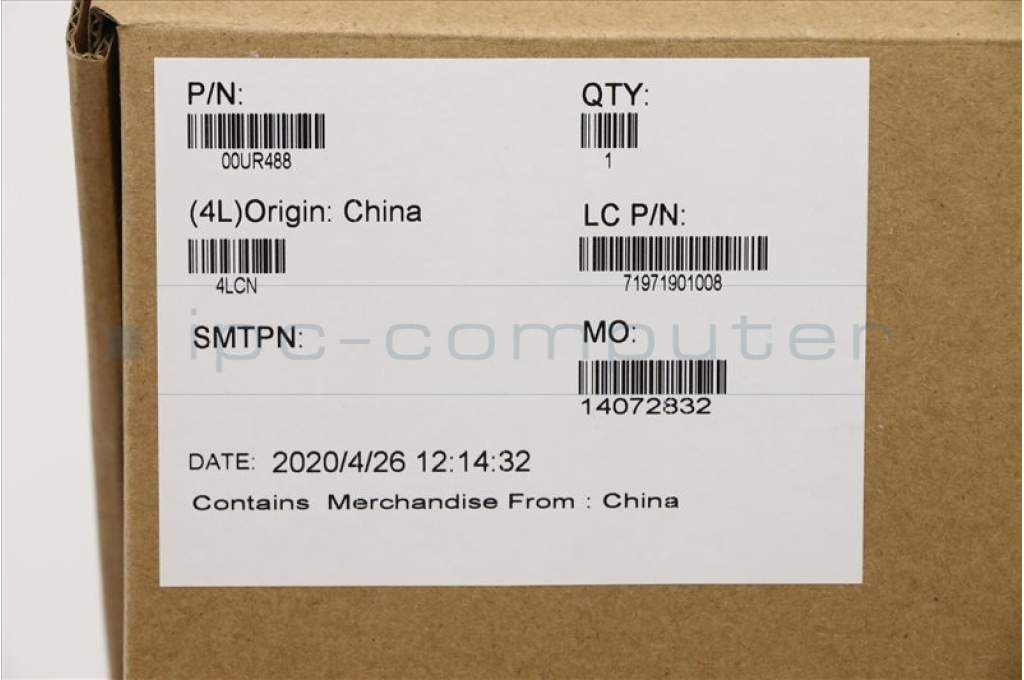 P/N:
QTY:
00UR488
1
(4L)Origin: China
LC P/N:
4LCN
71971901008
SMTPN:
MO:
ipc-computer
14072832
DATE: 2020/4/26 12:14:32
Contains Merchandise From : China